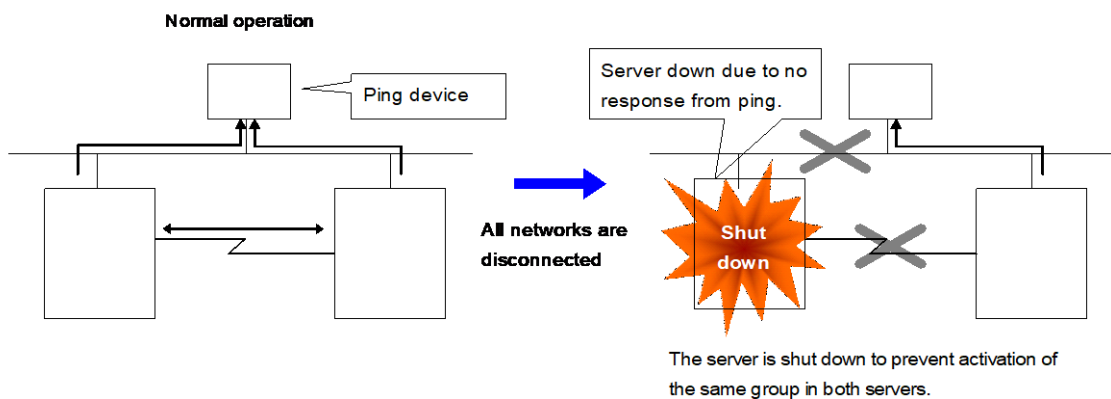 Normal operation
Ping device
Server down due to no
response from ping.
All networks are
disconnected
Shut
down
The server is shut down to prevent activation of
the same group in both servers.